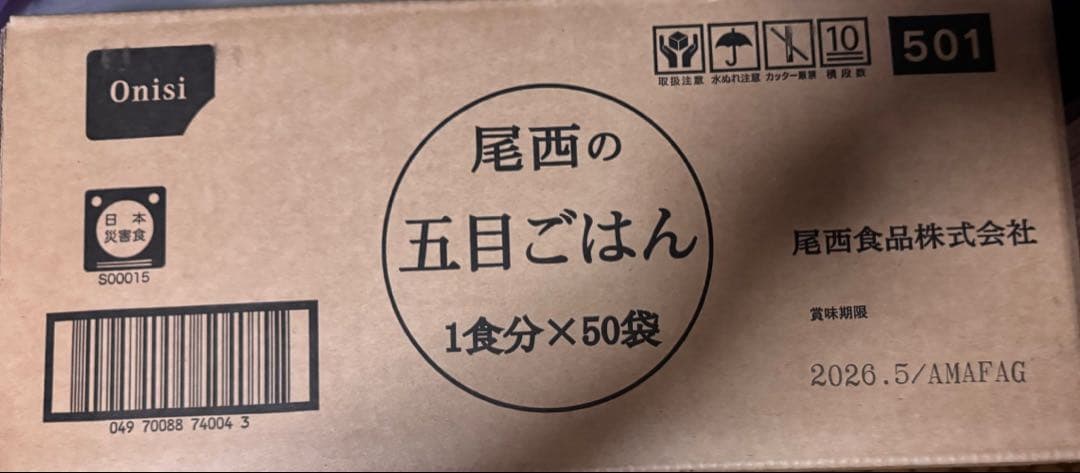 Onisi
取扱注意 水ぬれ注意 カッター厳禁 積段数
10
501
尾西の
五目ごはん
1食分×50袋
日本
災害食
S00015
尾西食品株式会社
賞味期限
2026.5/AMAFAG
049 70088 74004 3